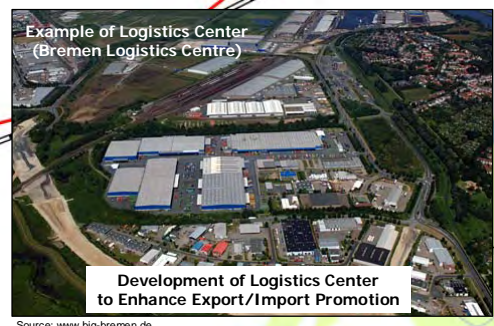 Example of Logistics Center
(Bremen Logistics Centre)
Development of Logistics Center
to Enhance Export/Import Promotion
Source: www.big-bremen.de